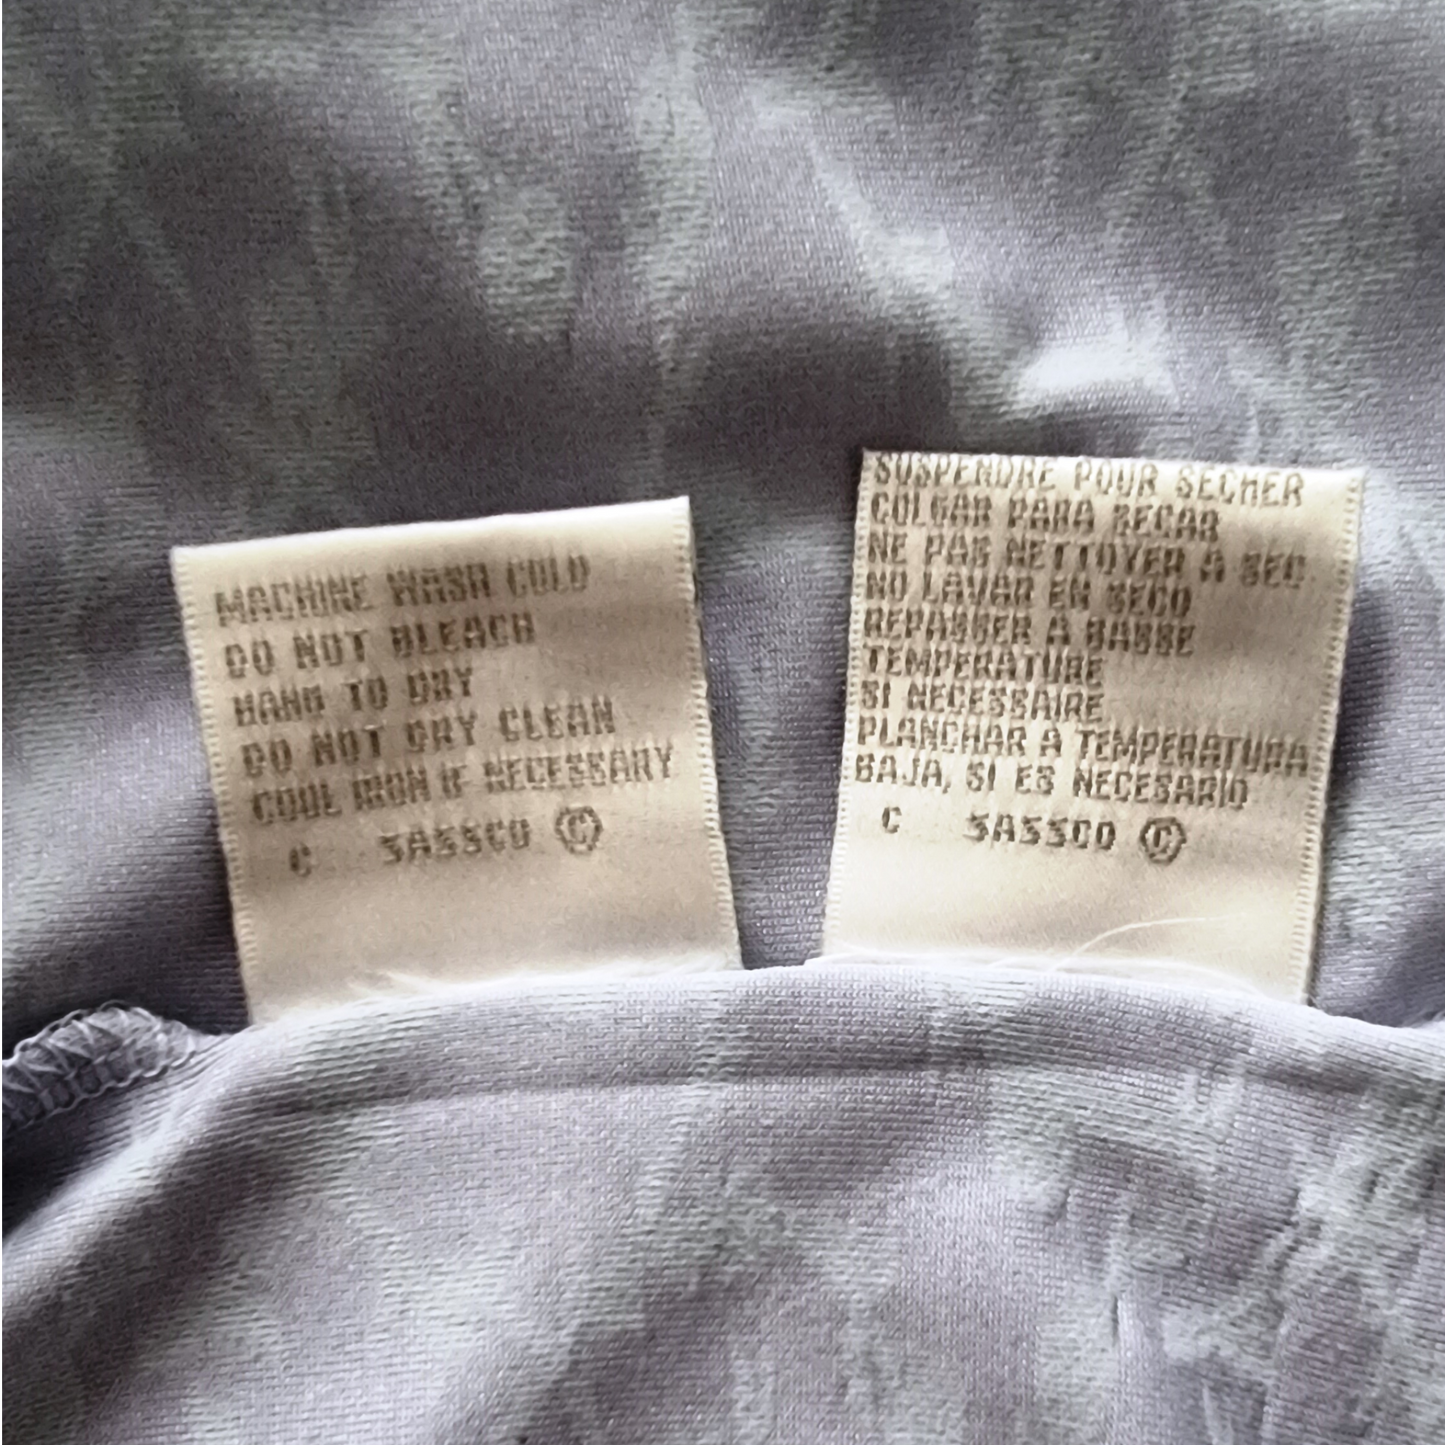 MACHINE WASH COLD
DO NOT BLEACH
HANG TO DRY
DO NOT DRY CLEAN
COOL IRON IF NECESSARY
C SASSCO ©
SUSPENDRE POUR SECHER
COLGAR PARA SECAR
NE PAS NETTOYER A SEC
NO LAVAR EN SECO
REPASSER A BASSE
TEMPERATURE
SI NECESSAIRE
PLANCHAR A TEMPERATURA
BAJA, SI ES NECESARIO
C SASSCO ©